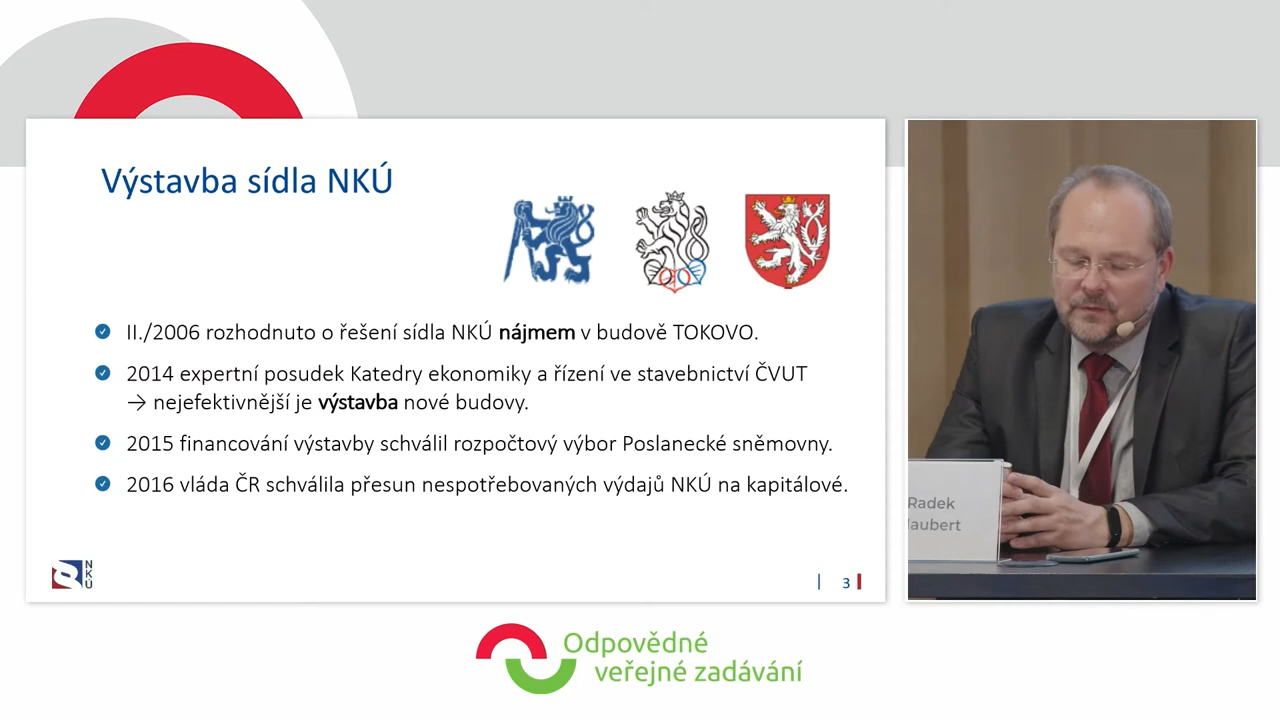 Výstavba sídla NKÚ
II./2006 rozhodnuto o řešení sídla NKÚ nájmem v budově TOKOVO.
2014 expertní posudek Katedry ekonomiky a řízení ve stavebnictví ČVUT
→ nejefektivnější je výstavba nové budovy.
2015 financování výstavby schválil rozpočtový výbor Poslanecké sněmovny.
2016 vláda ČR schválila přesun nespotřebovaných výdajů NKÚ na kapitálové.
NKÚ
3
Radek
laubert
Odpovědné
veřejné zadávání